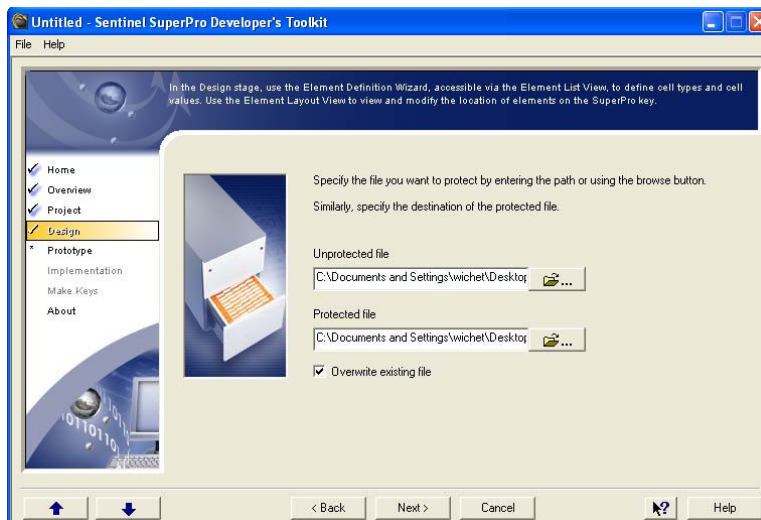 Untitled - Sentinel SuperPro Developer's Toolkit
File Help
In the Design stage, use the Element Definition Wizard, accessible via the Element List View, to define cell types and cell
values. Use the Element Layout View to view and modify the location of elements on the SuperPro key.
Home
Overview
Project
Design
* Prototype
Implementation
Make Keys
About
Specify the file you want to protect by entering the path or using the browse button.
Similarly, specify the destination of the protected file.
Unprotected file
C:\Documents and Settings\wichet\Desktop
...
Protected file
C:\Documents and Settings\wichet\Desktop
...
Overwrite existing file
< Back Next > Cancel Help